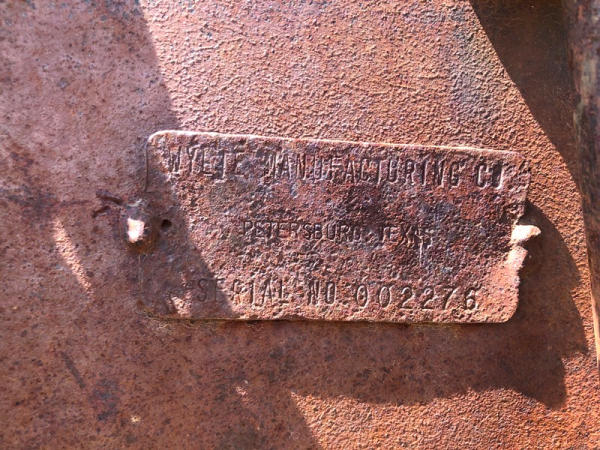 WYLIE MANUFACTURING CO
PETERSBURG, TEXAS
SERIAL NO. 002276